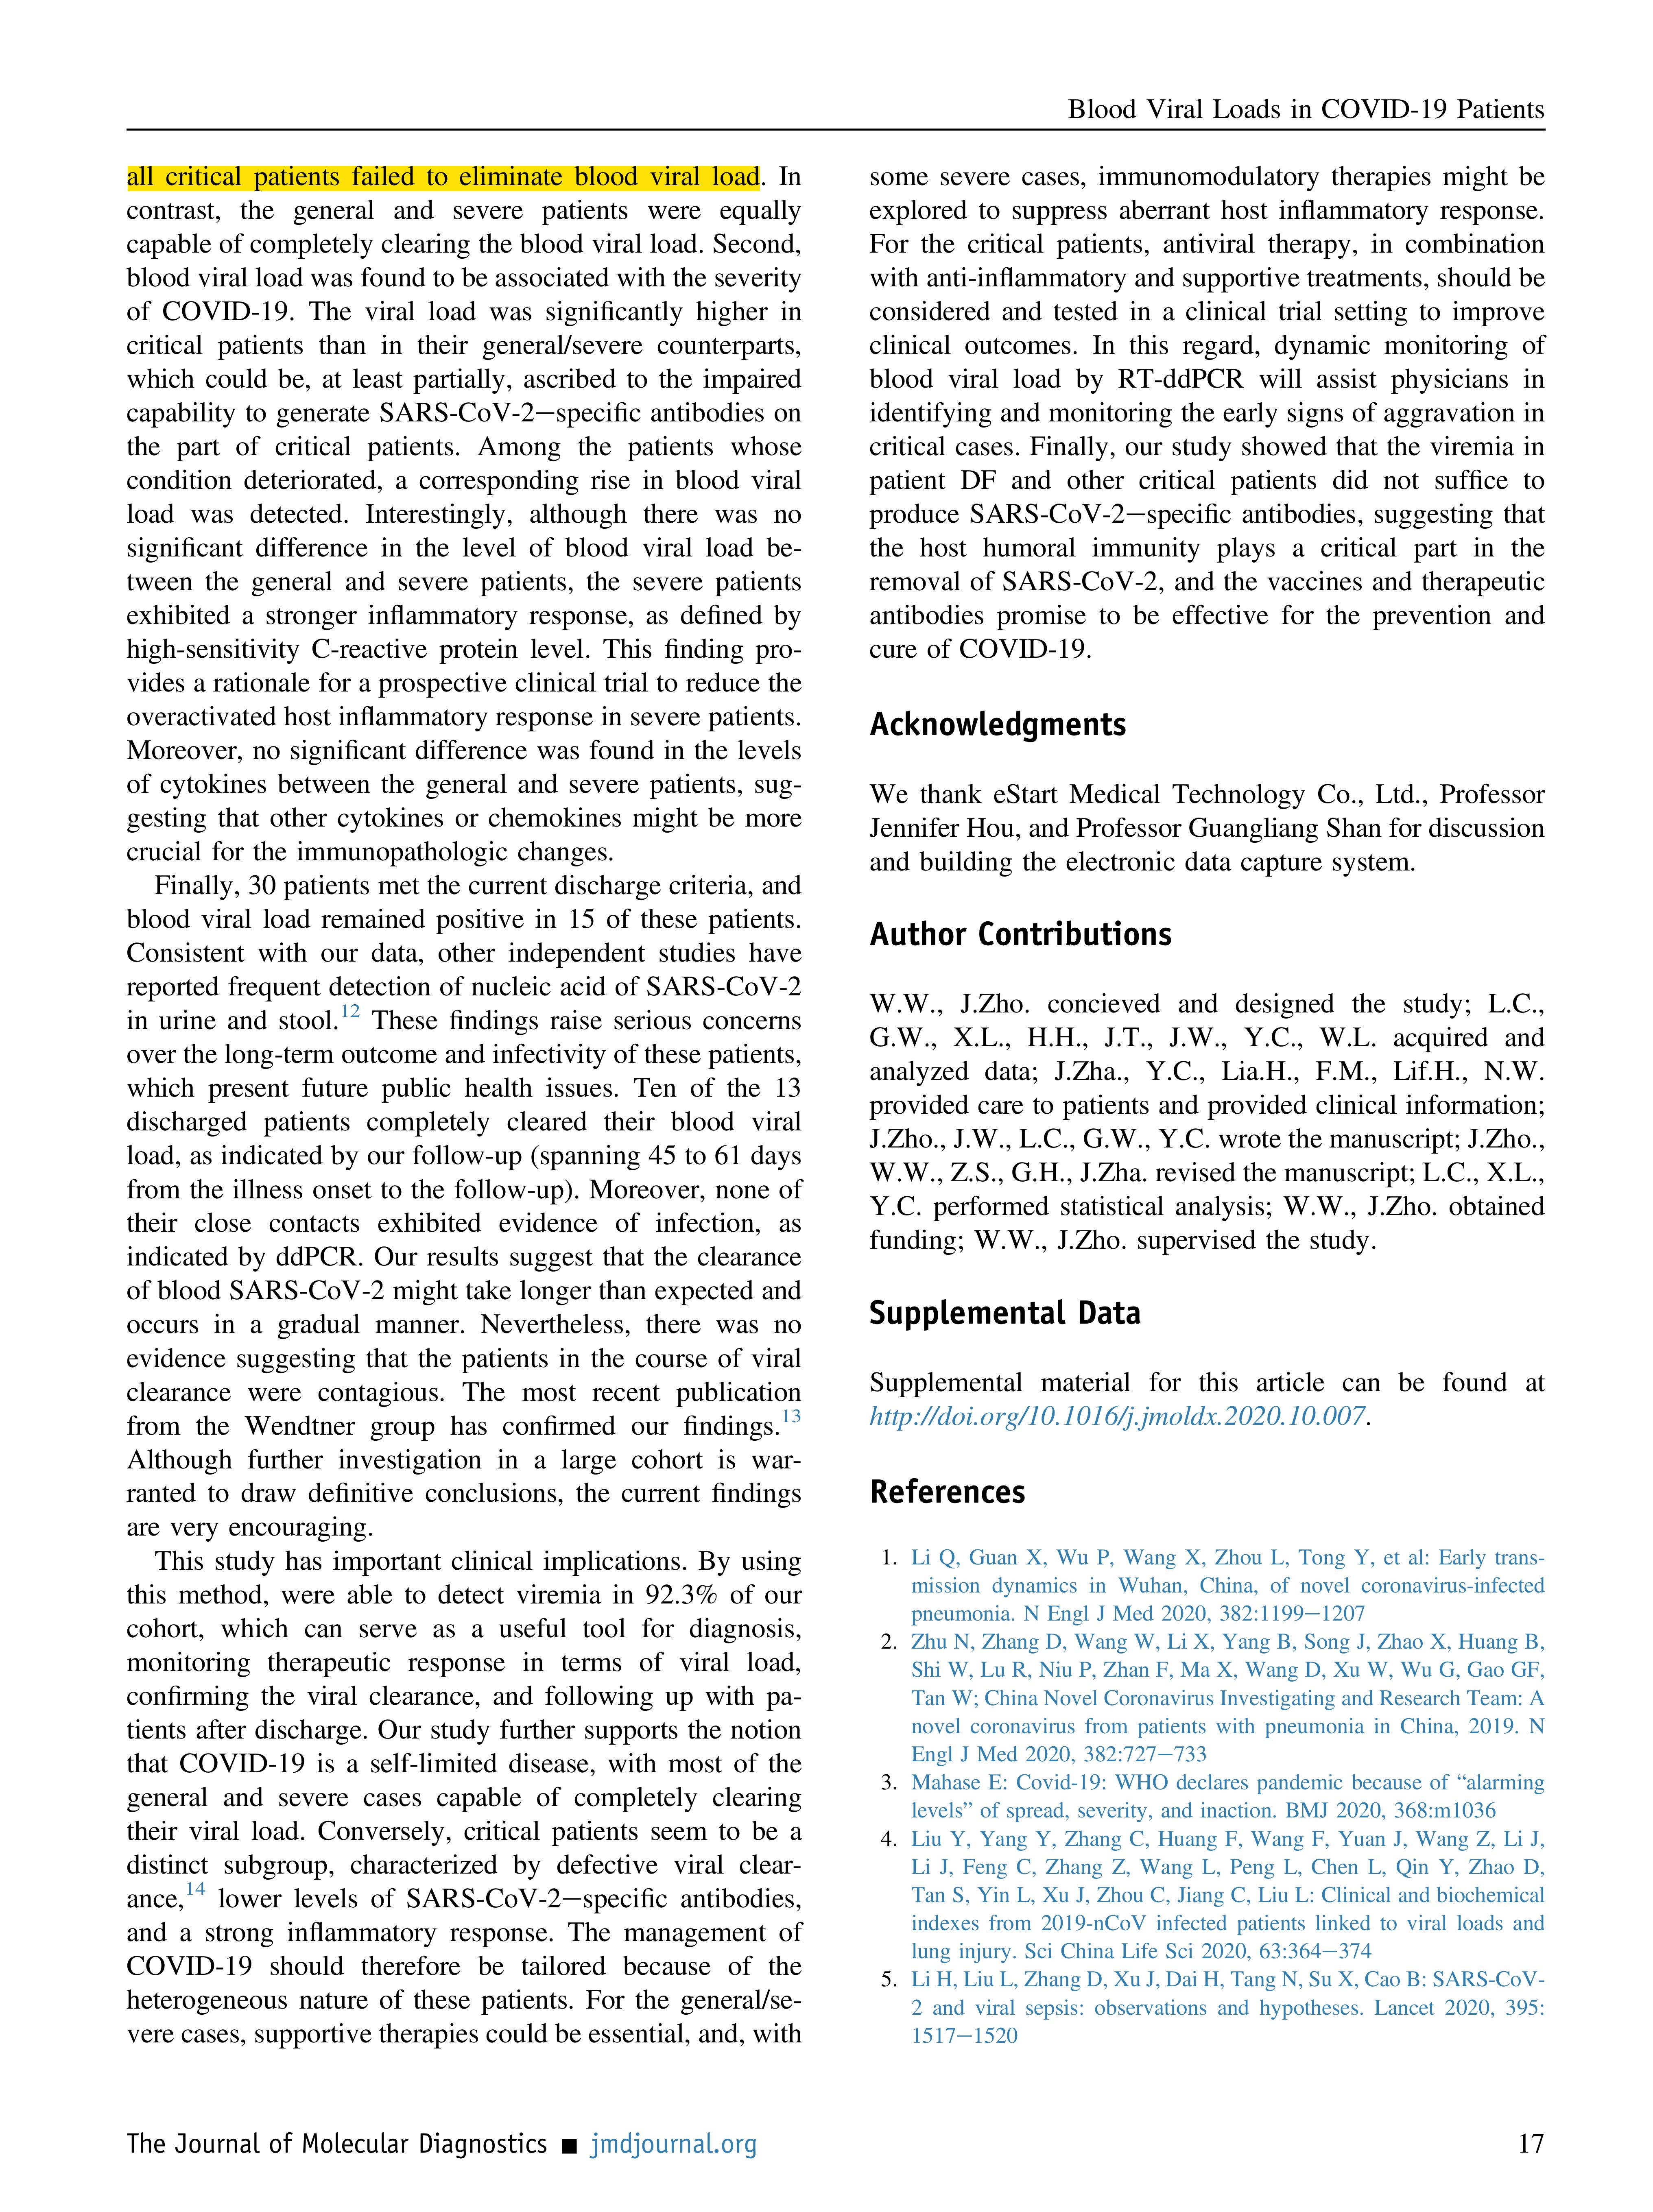 Blood Viral Loads in COVID-19 Patients
all critical patients failed to eliminate blood viral load. In
contrast, the general and severe patients were equally
capable of completely clearing the blood viral load. Second,
blood viral load was found to be associated with the severity
of COVID-19. The viral load was significantly higher in
critical patients than in their general/severe counterparts,
which could be, at least partially, ascribed to the impaired
capability to generate SARS-CoV-2–specific antibodies on
the part of critical patients. Among the patients whose
condition deteriorated, a corresponding rise in blood viral
load was detected. Interestingly, although there was no
significant difference in the level of blood viral load be-
tween the general and severe patients, the severe patients
exhibited a stronger inflammatory response, as defined by
high-sensitivity C-reactive protein level. This finding pro-
vides a rationale for a prospective clinical trial to reduce the
overactivated host inflammatory response in severe patients.
Moreover, no significant difference was found in the levels
of cytokines between the general and severe patients, sug-
gesting that other cytokines or chemokines might be more
crucial for the immunopathologic changes.
Finally, 30 patients met the current discharge criteria, and
blood viral load remained positive in 15 of these patients.
Consistent with our data, other independent studies have
reported frequent detection of nucleic acid of SARS-CoV-2
in urine and stool.12 These findings raise serious concerns
over the long-term outcome and infectivity of these patients,
which present future public health issues. Ten of the 13
discharged patients completely cleared their blood viral
load, as indicated by our follow-up (spanning 45 to 61 days
from the illness onset to the follow-up). Moreover, none of
their close contacts exhibited evidence of infection, as
indicated by ddPCR. Our results suggest that the clearance
of blood SARS-CoV-2 might take longer than expected and
occurs in a gradual manner. Nevertheless, there was no
evidence suggesting that the patients in the course of viral
clearance were contagious. The most recent publication
from the Wendtner group has confirmed our findings.13
Although further investigation in a large cohort is war-
ranted to draw definitive conclusions, the current findings
are very encouraging.
This study has important clinical implications. By using
this method, were able to detect viremia in 92.3% of our
cohort, which can serve as a useful tool for diagnosis,
monitoring therapeutic response in terms of viral load,
confirming the viral clearance, and following up with pa-
tients after discharge. Our study further supports the notion
that COVID-19 is a self-limited disease, with most of the
general and severe cases capable of completely clearing
their viral load. Conversely, critical patients seem to be a
distinct subgroup, characterized by defective viral clear-
ance,14 lower levels of SARS-CoV-2–specific antibodies,
and a strong inflammatory response. The management of
COVID-19 should therefore be tailored because of the
heterogeneous nature of these patients. For the general/se-
vere cases, supportive therapies could be essential, and, with
some severe cases, immunomodulatory therapies might be
explored to suppress aberrant host inflammatory response.
For the critical patients, antiviral therapy, in combination
with anti-inflammatory and supportive treatments, should be
considered and tested in a clinical trial setting to improve
clinical outcomes. In this regard, dynamic monitoring of
blood viral load by RT-ddPCR will assist physicians in
identifying and monitoring the early signs of aggravation in
critical cases. Finally, our study showed that the viremia in
patient DF and other critical patients did not suffice to
produce SARS-CoV-2–specific antibodies, suggesting that
the host humoral immunity plays a critical part in the
removal of SARS-CoV-2, and the vaccines and therapeutic
antibodies promise to be effective for the prevention and
cure of COVID-19.
Acknowledgments
We thank eStart Medical Technology Co., Ltd., Professor
Jennifer Hou, and Professor Guangliang Shan for discussion
and building the electronic data capture system.
Author Contributions
W.W., J.Zho. concieved and designed the study; L.C.,
G.W., X.L., H.H., J.T., J.W., Y.C., W.L. acquired and
analyzed data; J.Zha., Y.C., Lia.H., F.M., Lif.H., N.W.
provided care to patients and provided clinical information;
J.Zho., J.W., L.C., G.W., Y.C. wrote the manuscript; J.Zho.,
W.W., Z.S., G.H., J.Zha. revised the manuscript; L.C., X.L.,
Y.C. performed statistical analysis; W.W., J.Zho. obtained
funding; W.W., J.Zho. supervised the study.
Supplemental Data
Supplemental material for this article can be found at
http://doi.org/10.1016/j.jmoldx.2020.10.007.
References
1. Li Q, Guan X, Wu P, Wang X, Zhou L, Tong Y, et al: Early trans-
mission dynamics in Wuhan, China, of novel coronavirus-infected
pneumonia. N Engl J Med 2020, 382:1199–1207
2. Zhu N, Zhang D, Wang W, Li X, Yang B, Song J, Zhao X, Huang B,
Shi W, Lu R, Niu P, Zhan F, Ma X, Wang D, Xu W, Wu G, Gao GF,
Tan W; China Novel Coronavirus Investigating and Research Team: A
novel coronavirus from patients with pneumonia in China, 2019. N
Engl J Med 2020, 382:727–733
3. Mahase E: Covid-19: WHO declares pandemic because of “alarming
levels” of spread, severity, and inaction. BMJ 2020, 368:m1036
4. Liu Y, Yang Y, Zhang C, Huang F, Wang F, Yuan J, Wang Z, Li J,
Li J, Feng C, Zhang Z, Wang L, Peng L, Chen L, Qin Y, Zhao D,
Tan S, Yin L, Xu J, Zhou C, Jiang C, Liu L: Clinical and biochemical
indexes from 2019-nCoV infected patients linked to viral loads and
lung injury. Sci China Life Sci 2020, 63:364–374
5. Li H, Liu L, Zhang D, Xu J, Dai H, Tang N, Su X, Cao B: SARS-CoV-
2 and viral sepsis: observations and hypotheses. Lancet 2020, 395:
1517–1520
The Journal of Molecular Diagnostics ■ jmdjournal.org
17